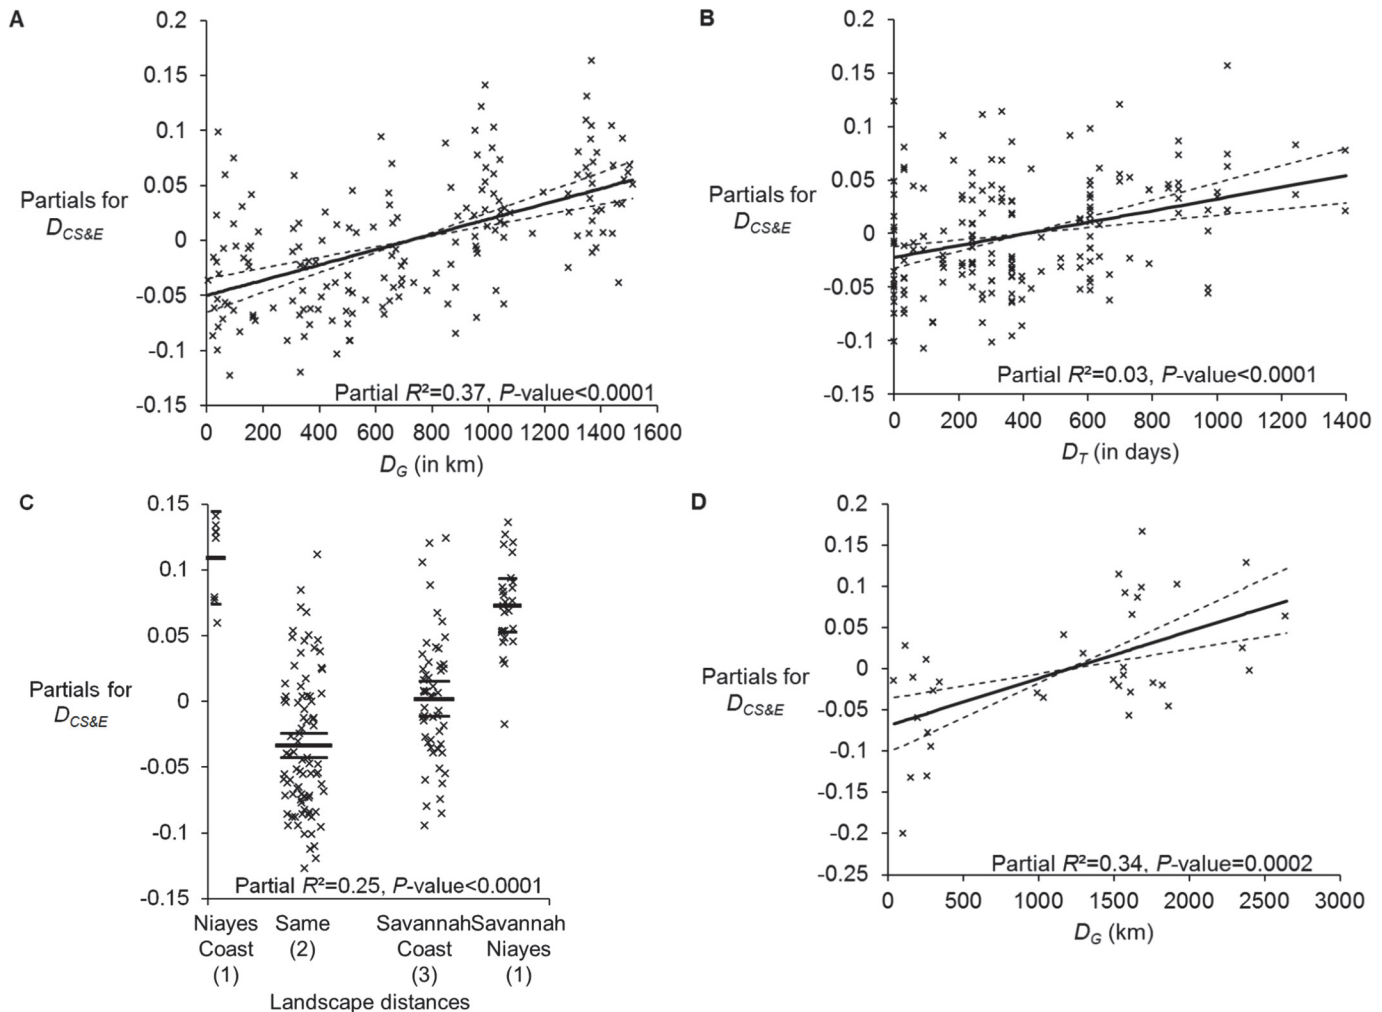 A
0.2
0.15
0.1
0.05
0
-0.05
-0.1
-0.15
Partials for
D_CS&E
Partial R²=0.37, P-value<0.0001
0 200 400 600 800 1000 1200 1400 1600
D_G (in km)
B
0.2
0.15
0.1
0.05
0
-0.05
-0.1
-0.15
Partials for
D_CS&E
Partial R²=0.03, P-value<0.0001
0 200 400 600 800 1000 1200 1400
D_T (in days)
C
0.15
0.1
0.05
0
-0.05
-0.1
-0.15
Partials for
D_CS&E
Partial R²=0.25, P-value<0.0001
Niayes Same Savannah Savannah
Coast (2) Coast Niayes
(1) (3) (1)
Landscape distances
D
0.2
0.15
0.1
0.05
0
-0.05
-0.1
-0.15
-0.2
-0.25
Partials for
D_CS&E
Partial R²=0.34, P-value=0.0002
0 500 1000 1500 2000 2500 3000
D_G (km)